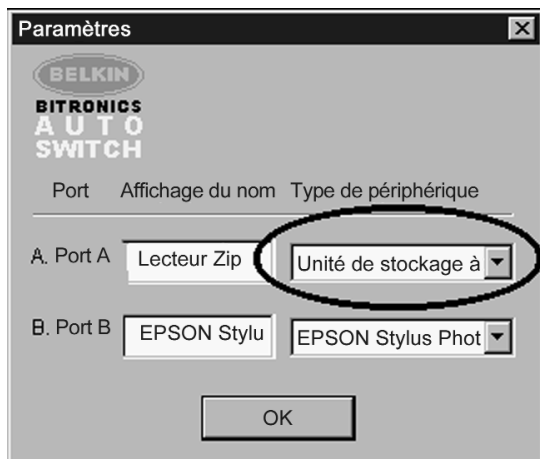 Paramètres
BELKIN
BITRONICS
AUTO
SWITCH
Port Affichage du nom Type de périphérique
A. Port A Lecteur Zip Unité de stockage à
B. Port B EPSON Stylu EPSON Stylus Phot
OK